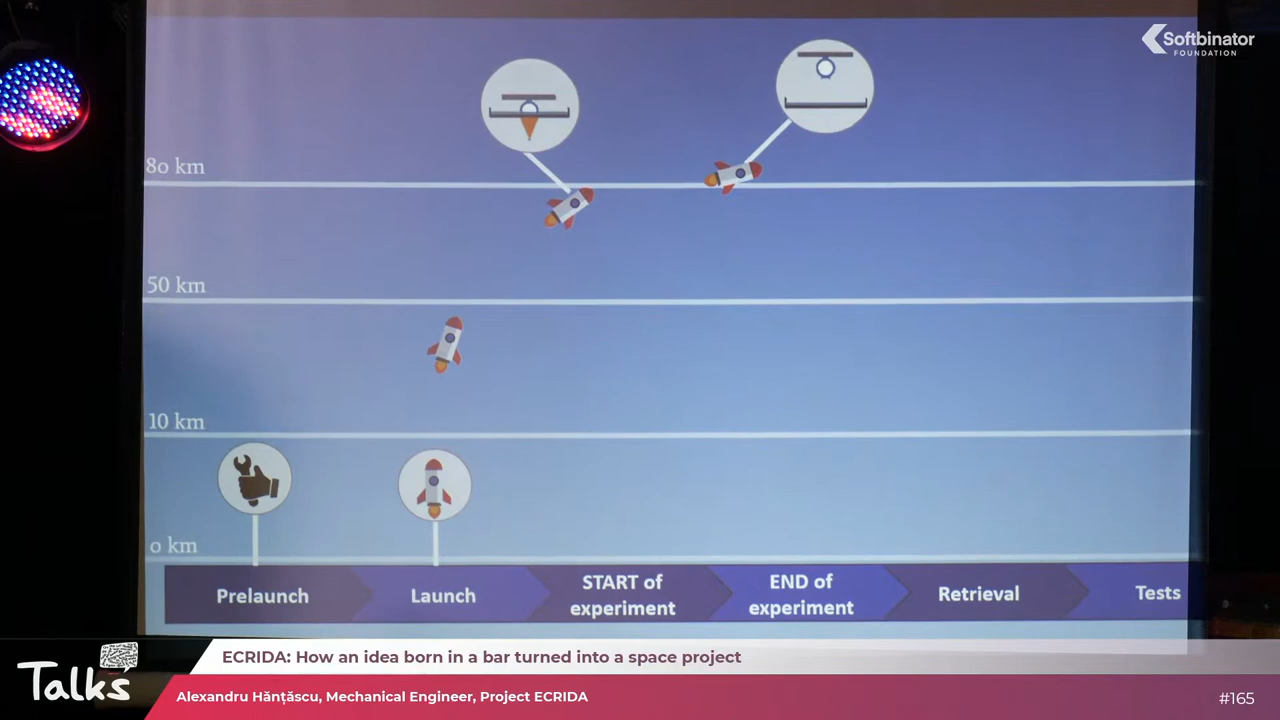 Softbinator
FOUNDATION
80 km
50 km
10 km
0 km
Prelaunch
Launch
START of
experiment
END of
experiment
Retrieval
Tests
Talks
ECRIDA: How an idea born in a bar turned into a space project
Alexandru Hănțăscu, Mechanical Engineer, Project ECRIDA
#165